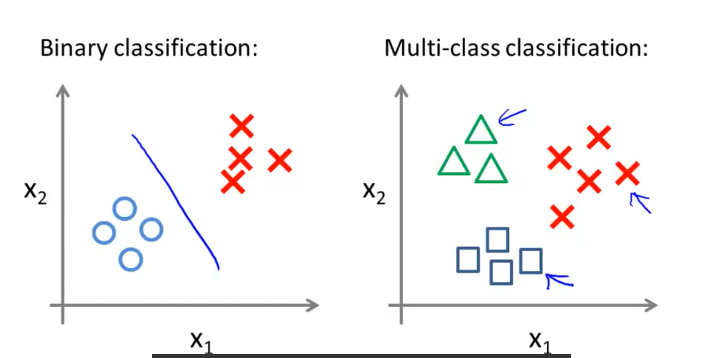 Binary classification:
Multi-class classification:
x2
x2
x1
x1